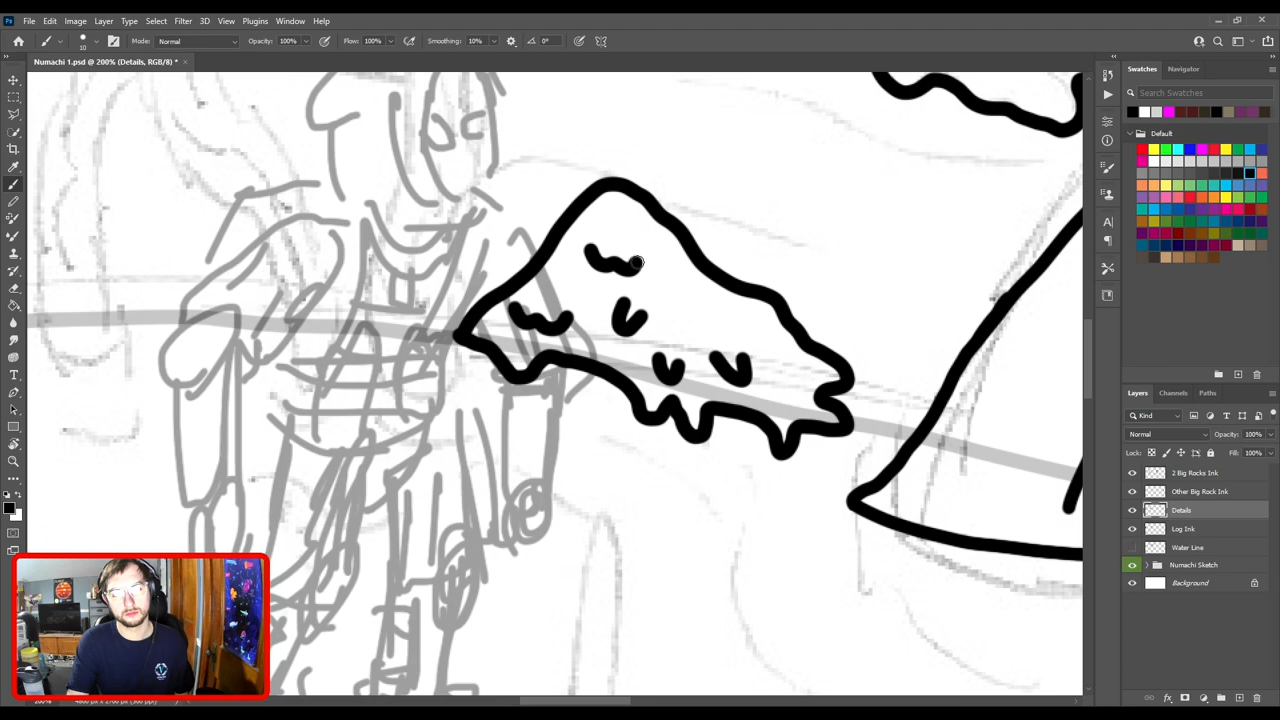 Ps File Edit Image Layer Type Select Filter 3D View Plugins Window Help
10 Mode: Normal Opacity: 100% Flow: 100% Smoothing: 10% 0°
Numachi 1.psd @ 200% (Details, RGB/8) * ×
Swatches Navigator
Search Swatches
Default
Layers Channels Paths
Kind
Normal Opacity: 100%
Lock: Fill: 100%
2 Big Rocks Ink
Other Big Rock Ink
Details
Log Ink
Water Line
Numachi Sketch
Background
fx